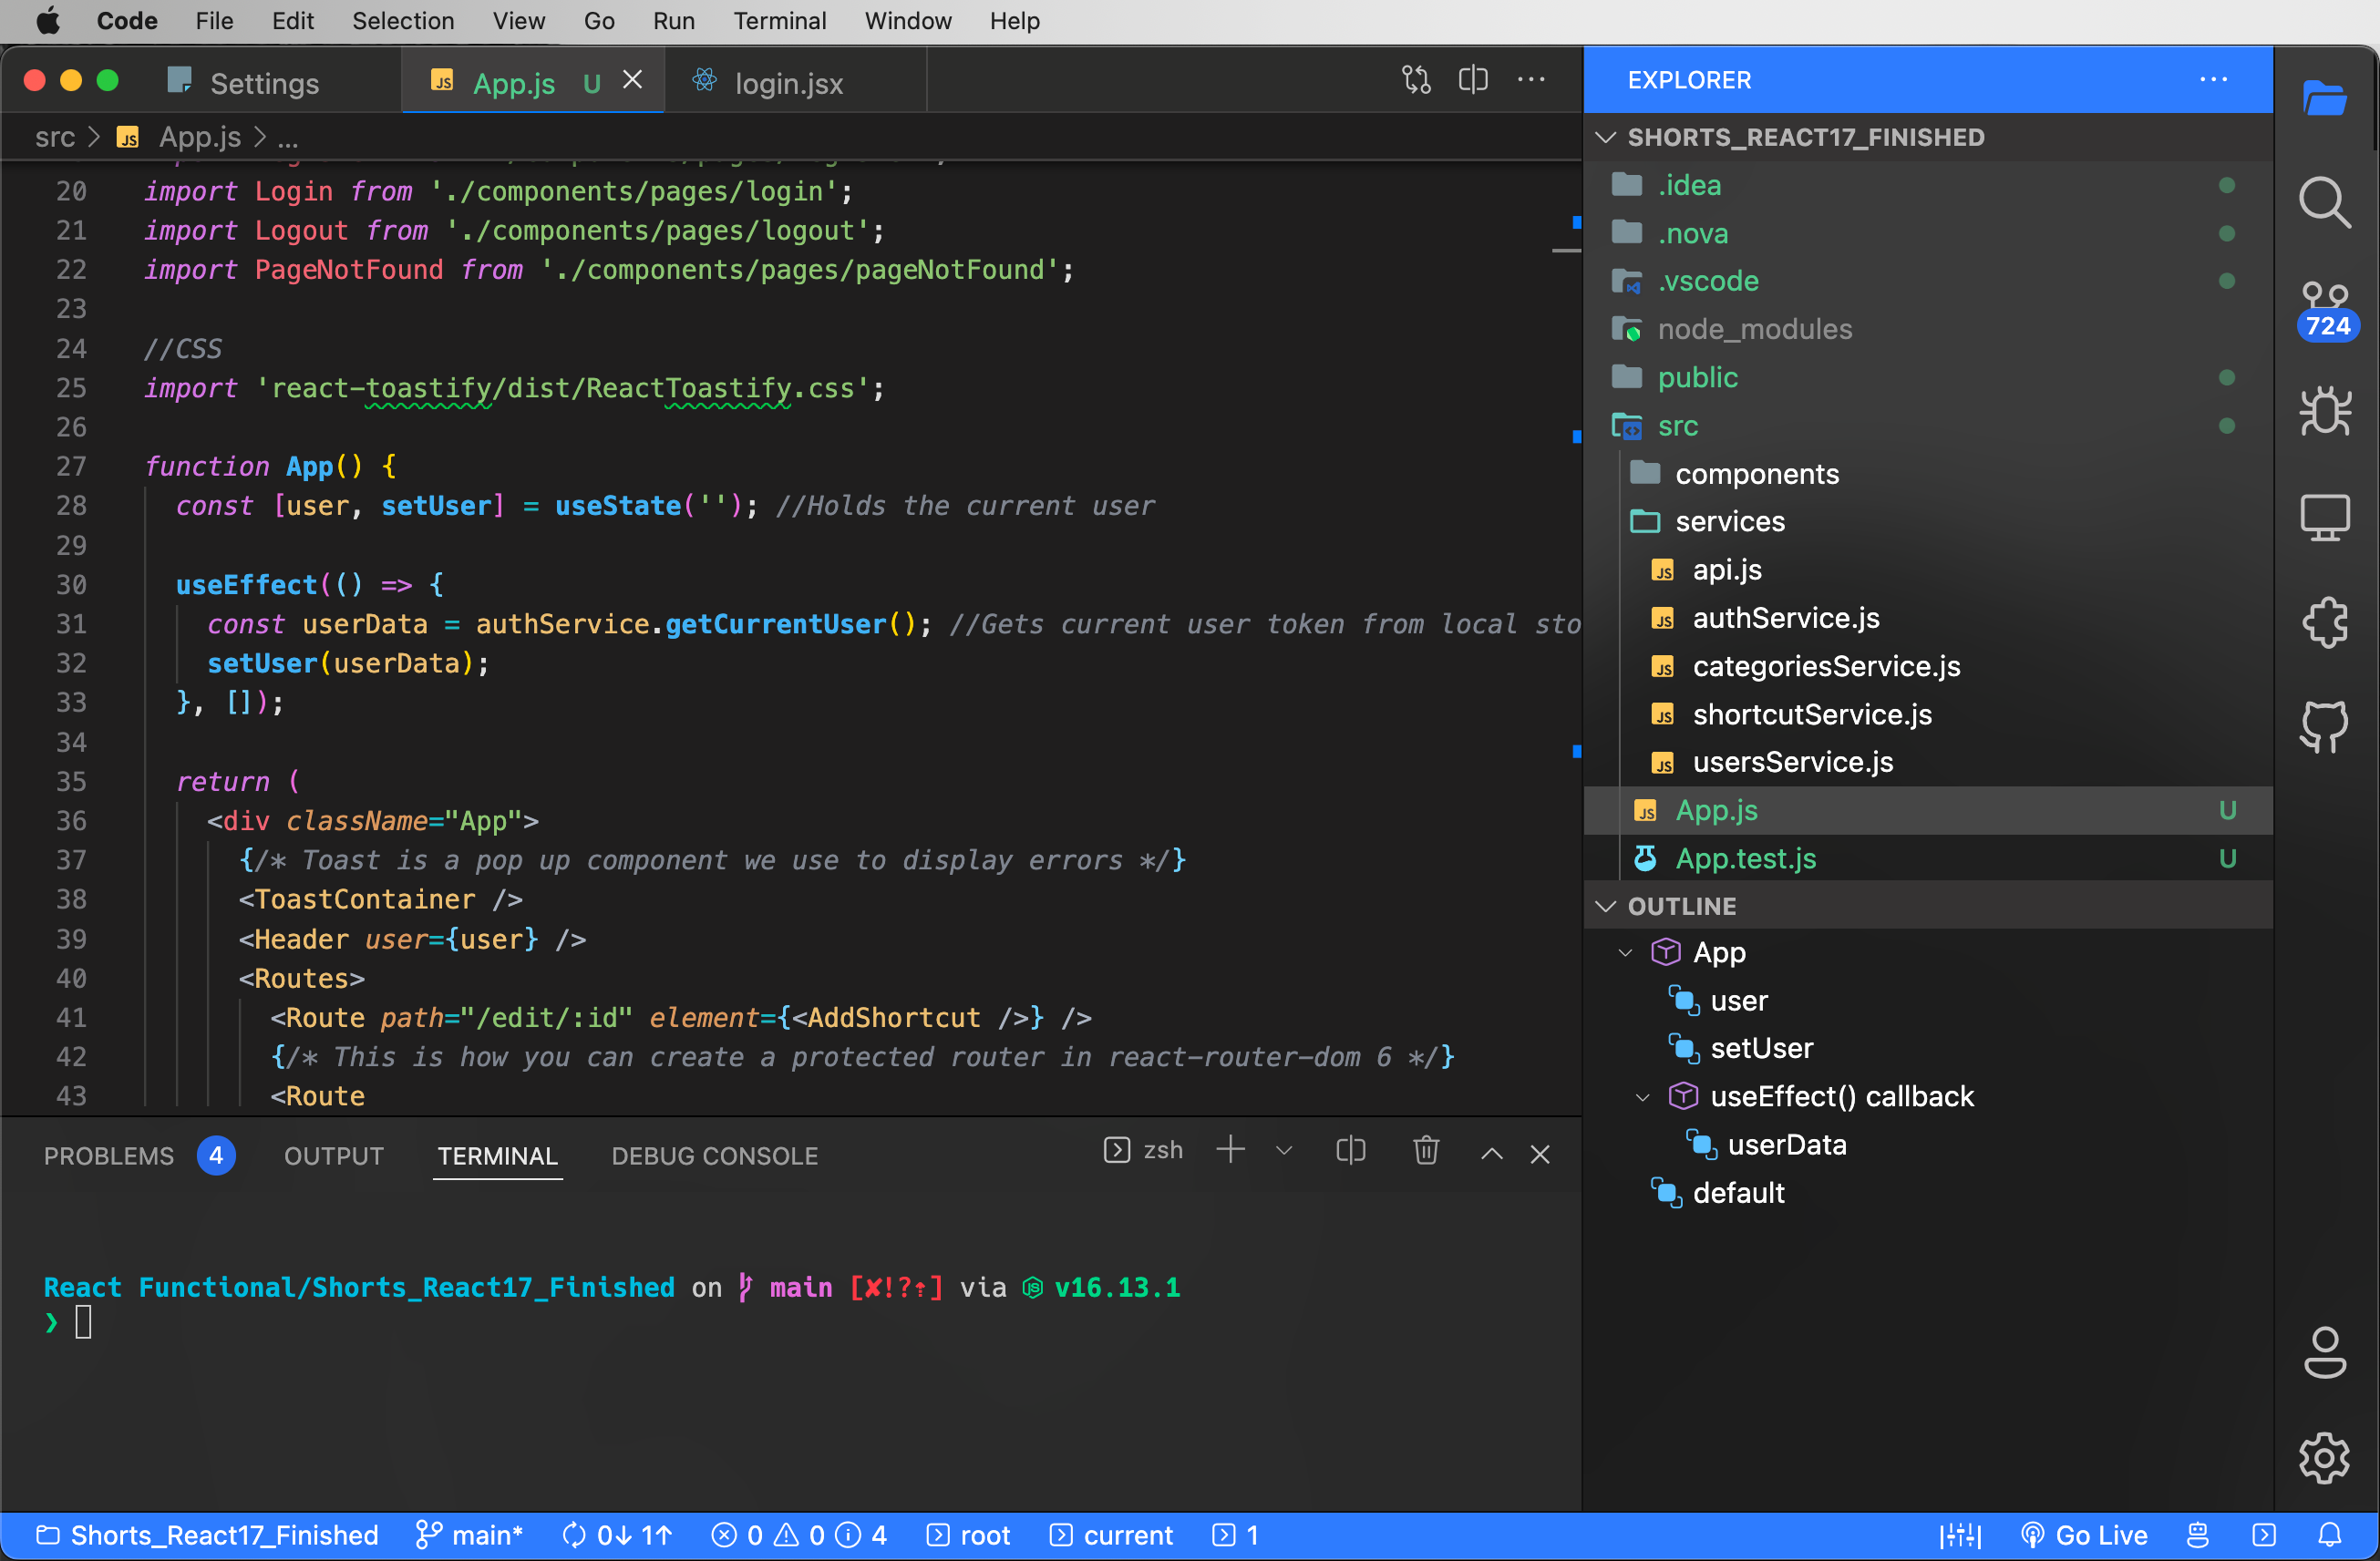 Code File Edit Selection View Go Run Terminal Window Help
Settings
App.js U
login.jsx
src > JS App.js > ...
20 import Login from './components/pages/login';
21 import Logout from './components/pages/logout';
22 import PageNotFound from './components/pages/pageNotFound';
23
24 //CSS
25 import 'react-toastify/dist/ReactToastify.css';
26
27 function App() {
28 const [user, setUser] = useState(''); //Holds the current user
29
30 useEffect(() => {
31 const userData = authService.getCurrentUser(); //Gets current user token from local sto
32 setUser(userData);
33 }, []);
34
35 return (
36 <div className="App">
37 {/* Toast is a pop up component we use to display errors */}
38 <ToastContainer />
39 <Header user={user} />
40 <Routes>
41 <Route path="/edit/:id" element={<AddShortcut />} />
42 {/* This is how you can create a protected router in react-router-dom 6 */}
43 <Route
PROBLEMS 4 OUTPUT TERMINAL DEBUG CONSOLE zsh
React Functional/Shorts_React17_Finished on main [✘!?⇡] via v16.13.1
❯
EXPLORER ...
SHORTS_REACT17_FINISHED
.idea
.nova
.vscode
node_modules
public
src
components
services
JS api.js
JS authService.js
JS categoriesService.js
JS shortcutService.js
JS usersService.js
JS App.js U
App.test.js U
OUTLINE
App
user
setUser
useEffect() callback
userData
default
724
Shorts_React17_Finished main* 0↓ 1↑ 0 0 4 root current 1 Go Live